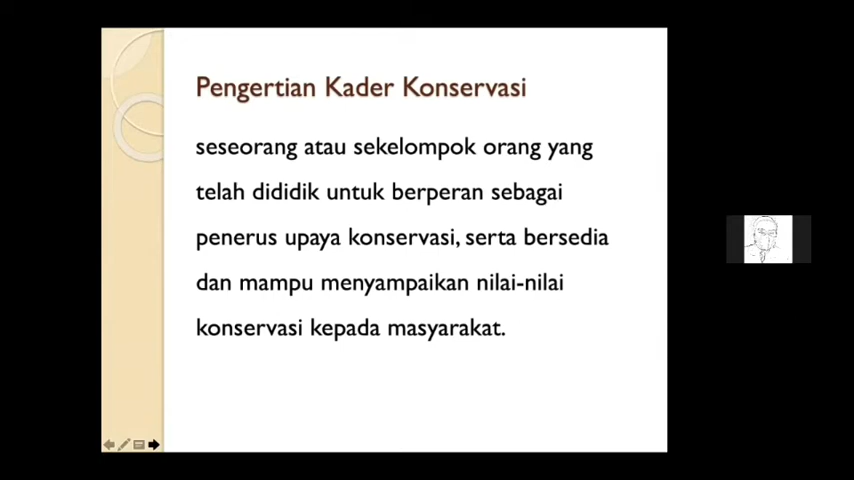 Pengertian Kader Konservasi
seseorang atau sekelompok orang yang
telah dididik untuk berperan sebagai
penerus upaya konservasi, serta bersedia
dan mampu menyampaikan nilai-nilai
konservasi kepada masyarakat.